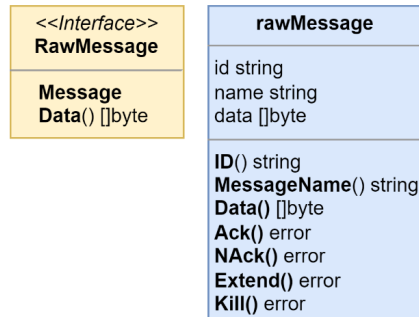 <<Interface>>
RawMessage
Message
Data() []byte
rawMessage
id string
name string
data []byte
ID() string
MessageName() string
Data() []byte
Ack() error
NAck() error
Extend() error
Kill() error